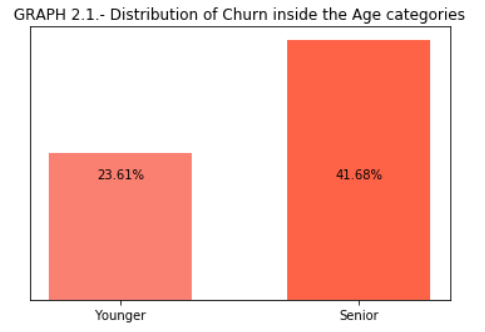 GRAPH 2.1.- Distribution of Churn inside the Age categories
23.61%
41.68%
Younger
Senior